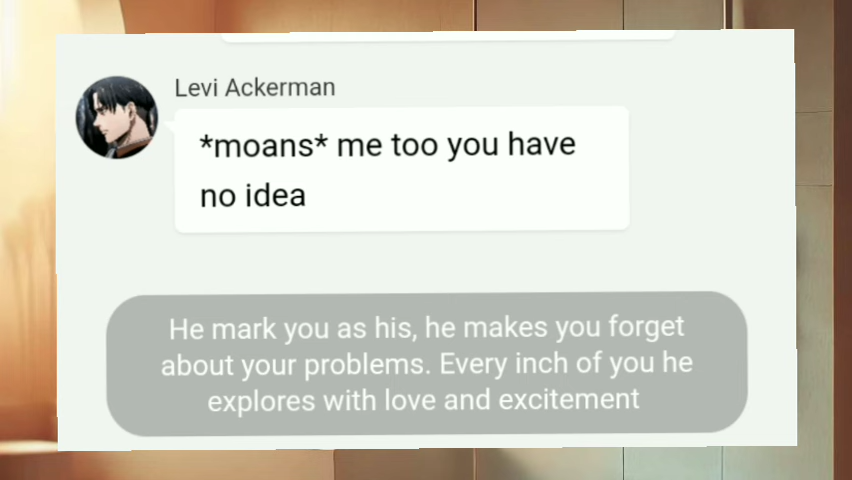 Levi Ackerman
*moans* me too you have
no idea
He mark you as his, he makes you forget
about your problems. Every inch of you he
explores with love and excitement